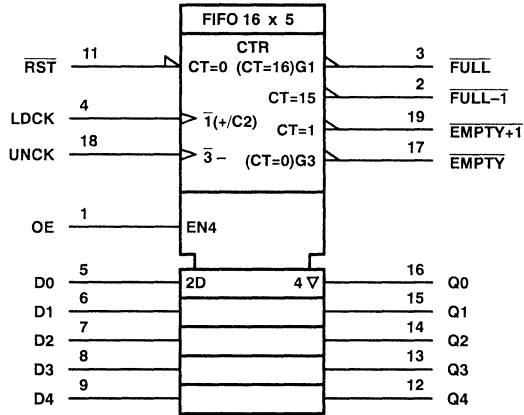 FIFO 16 x 5
CTR
RST 11 CT=0 (CT=16)G1 3 FULL
CT=15 2 FULL–1
LDCK 4 1(+/C2) CT=1 19 EMPTY+1
UNCK 18 3 – (CT=0)G3 17 EMPTY
OE 1 EN4
D0 5 2D 4 ▽ 16 Q0
D1 6 15 Q1
D2 7 14 Q2
D3 8 13 Q3
D4 9 12 Q4